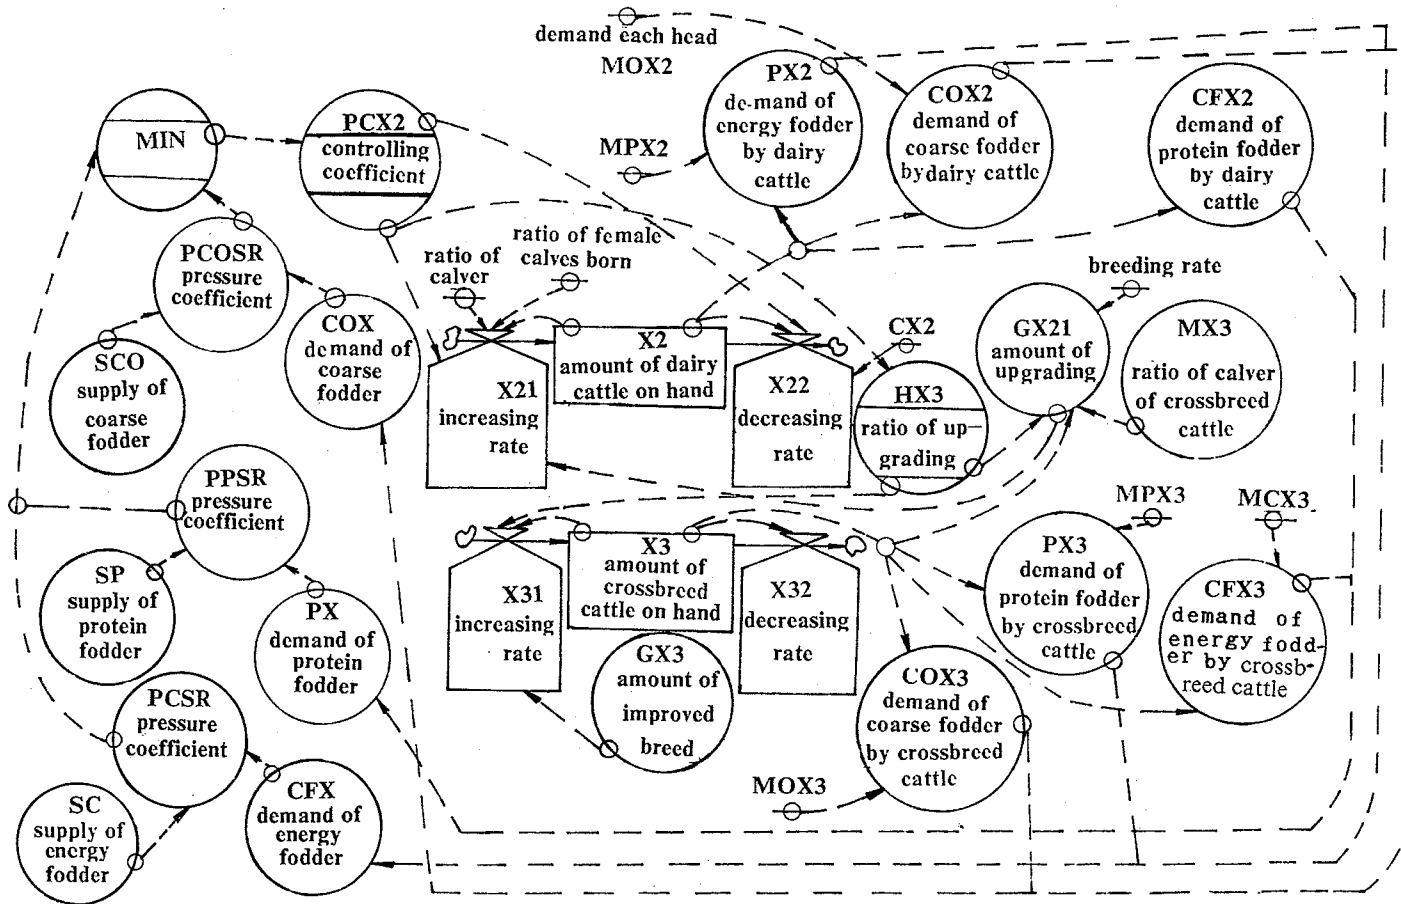 demand each head
MOX2
PX2
de-mand of
energy fodder
by dairy
cattle
COX2
demand of
coarse fodder
by dairy cattle
CFX2
demand of
protein fodder
by dairy
cattle
MIN
PCX2
controlling
coefficient
MPX2
PCOSR
pressure
coefficient
ratio of
calver
ratio of female
calves born
breeding rate
SCO
supply of
coarse
fodder
COX
demand of
coarse
fodder
X21
increasing
rate
X2
amount of dairy
cattle on hand
X22
decreasing
rate
CX2
HX3
ratio of up-
grading
GX21
amount of
upgrading
MX3
ratio of calver
of crossbreed
cattle
PPSR
pressure
coefficient
SP
supply of
protein
fodder
PX
demand of
protein
fodder
X31
increasing
rate
X3
amount of
crossbreed
cattle on hand
X32
decreasing
rate
GX3
amount of
improved
breed
MPX3
PX3
demand of
protein fodder
by crossbreed
cattle
MCX3
CFX3
demand of
energy fodd-
er by crossb-
reed cattle
PCSR
pressure
coefficient
COX3
demand of
coarse fodder
by crossbreed
cattle
MOX3
SC
supply of
energy
fodder
CFX
demand of
energy
fodder